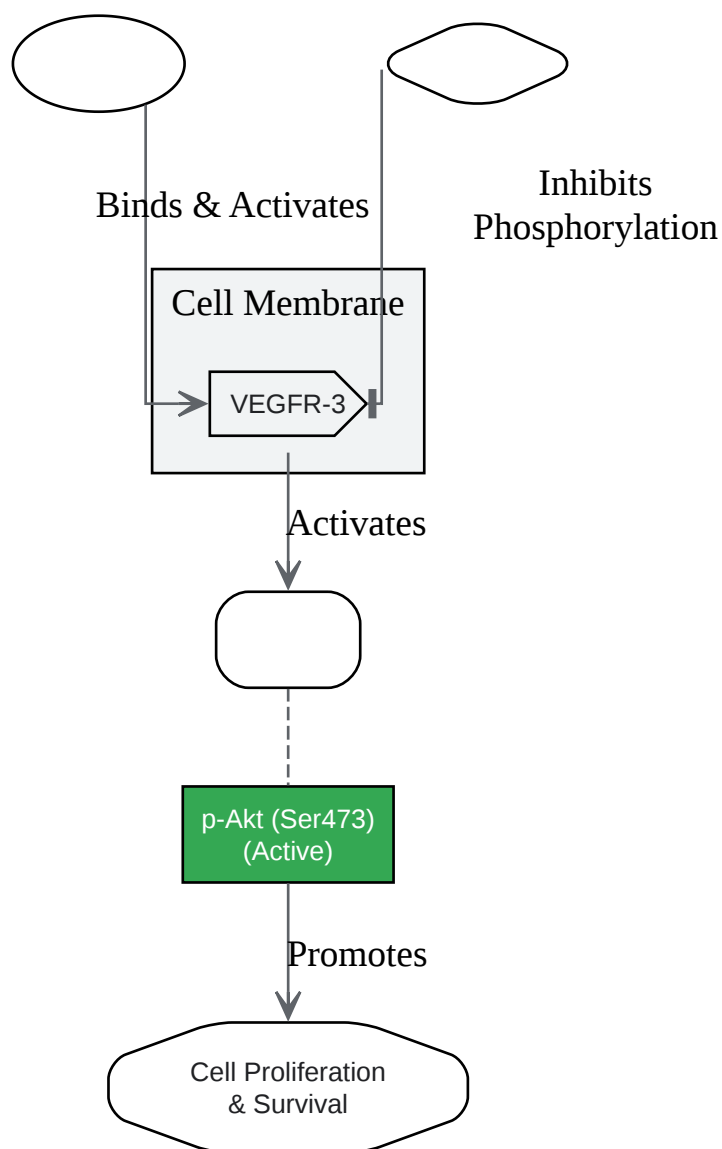 Binds & Activates
Inhibits
Phosphorylation
Cell Membrane
VEGFR-3
Activates
p-Akt (Ser473)
(Active)
Promotes
Cell Proliferation
& Survival